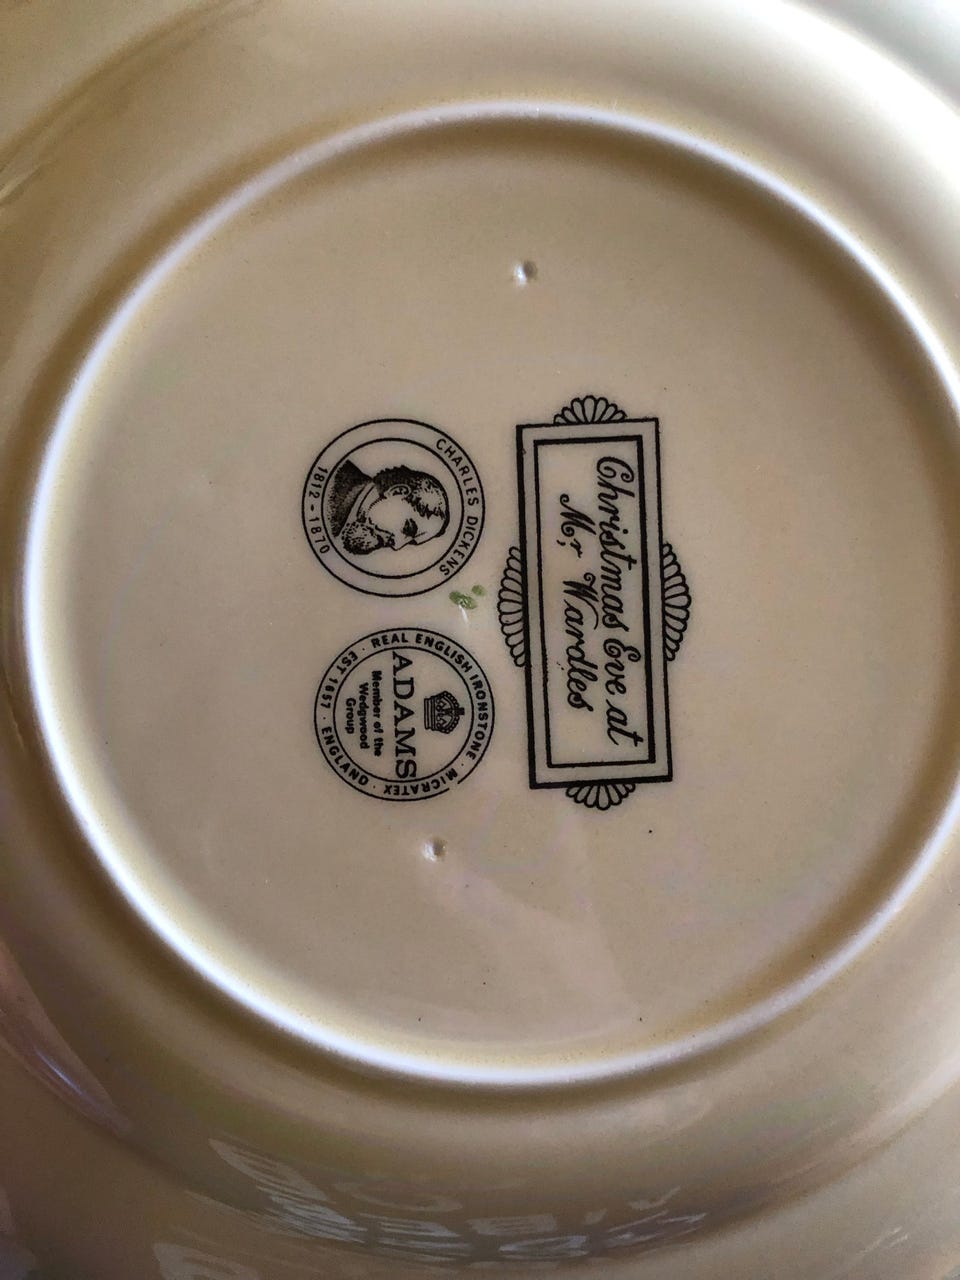 Christmas Eve at
Mr Wardles
CHARLES DICKENS
1812 - 1870
REAL ENGLISH IRONSTONE · MICRATEX
ADAMS
Member of the
Wedgwood
Group
EST 1657 · ENGLAND